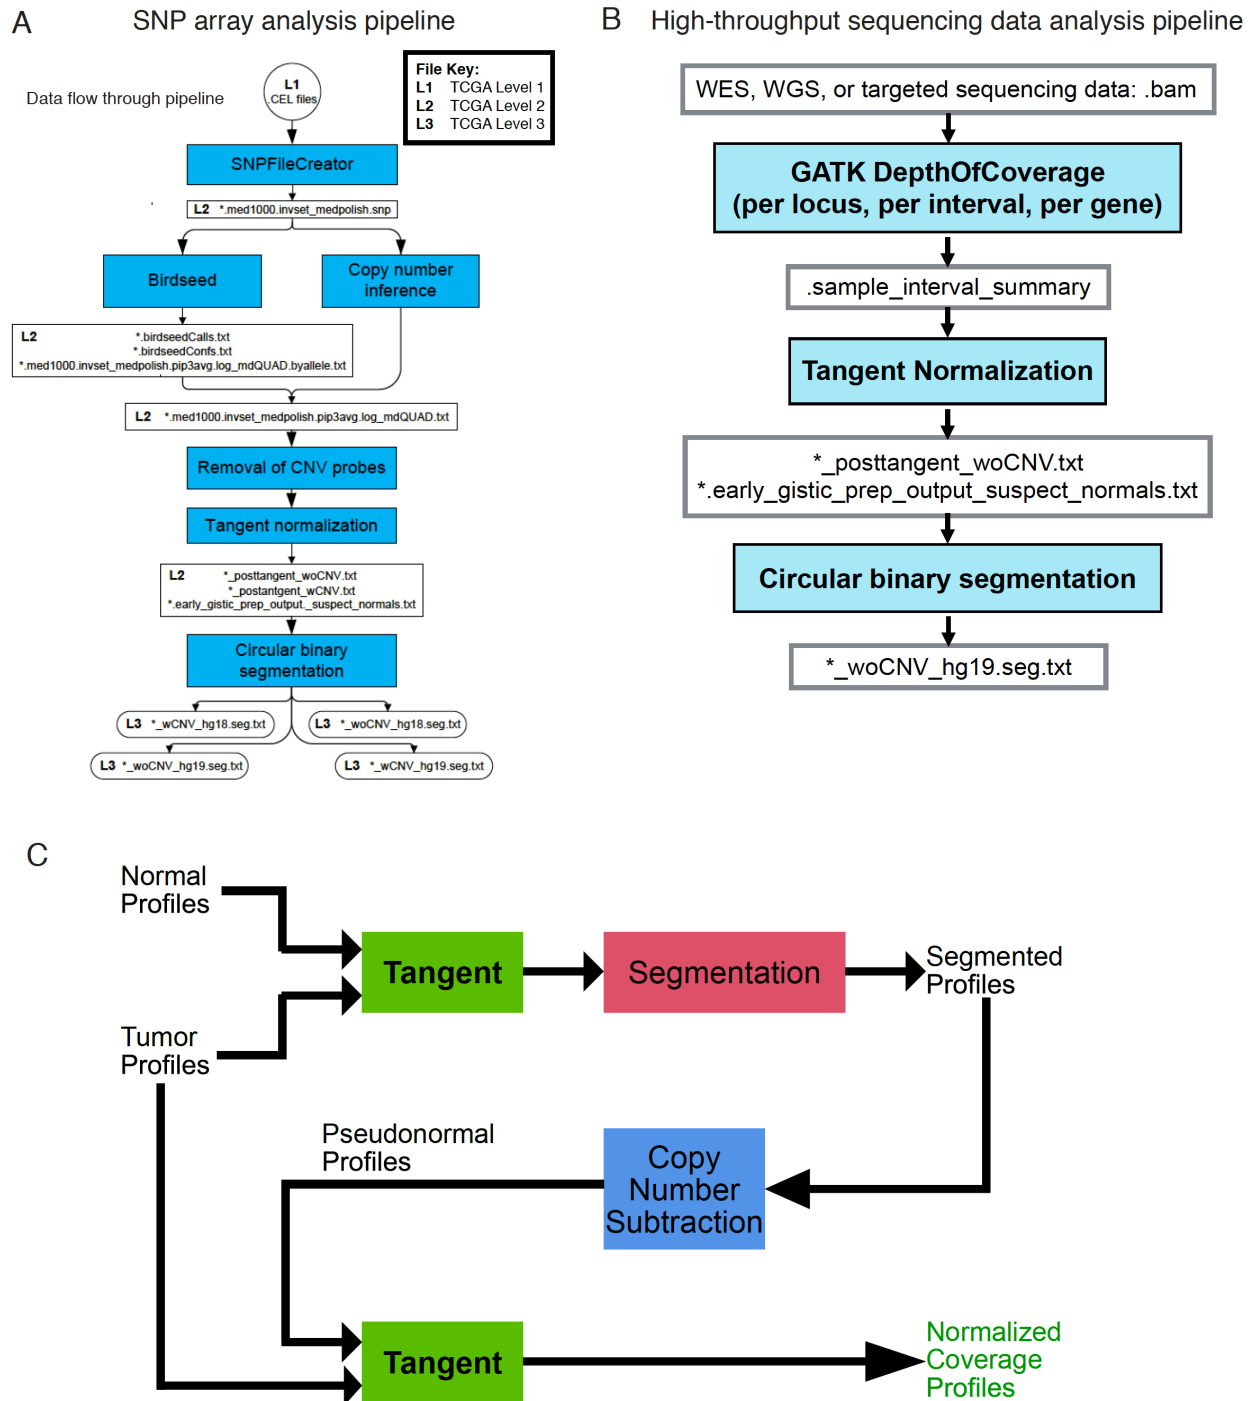 A
SNP array analysis pipeline
Data flow through pipeline
L1
.CEL files
File Key:
L1 TCGA Level 1
L2 TCGA Level 2
L3 TCGA Level 3
SNPFileCreator
L2 *.med1000.invset_medpolish.snp
Birdseed
Copy number
inference
L2 *.birdseedCalls.txt
*.birdseedConfs.txt
*.med1000.invset_medpolish.pip3avg.log_mdQUAD.byallele.txt
L2 *.med1000.invset_medpolish.pip3avg.log_mdQUAD.txt
Removal of CNV probes
Tangent normalization
L2 *_posttangent_woCNV.txt
*_postantgent_wCNV.txt
*.early_gistic_prep_output._suspect_normals.txt
Circular binary
segmentation
L3 *_wCNV_hg18.seg.txt
L3 *_woCNV_hg18.seg.txt
L3 *_woCNV_hg19.seg.txt
L3 *_wCNV_hg19.seg.txt
B
High-throughput sequencing data analysis pipeline
WES, WGS, or targeted sequencing data: .bam
GATK DepthOfCoverage
(per locus, per interval, per gene)
.sample_interval_summary
Tangent Normalization
*_posttangent_woCNV.txt
*.early_gistic_prep_output_suspect_normals.txt
Circular binary segmentation
*_woCNV_hg19.seg.txt
C
Normal
Profiles
Tangent
Segmentation
Segmented
Profiles
Tumor
Profiles
Pseudonormal
Profiles
Copy
Number
Subtraction
Tangent
Normalized
Coverage
Profiles